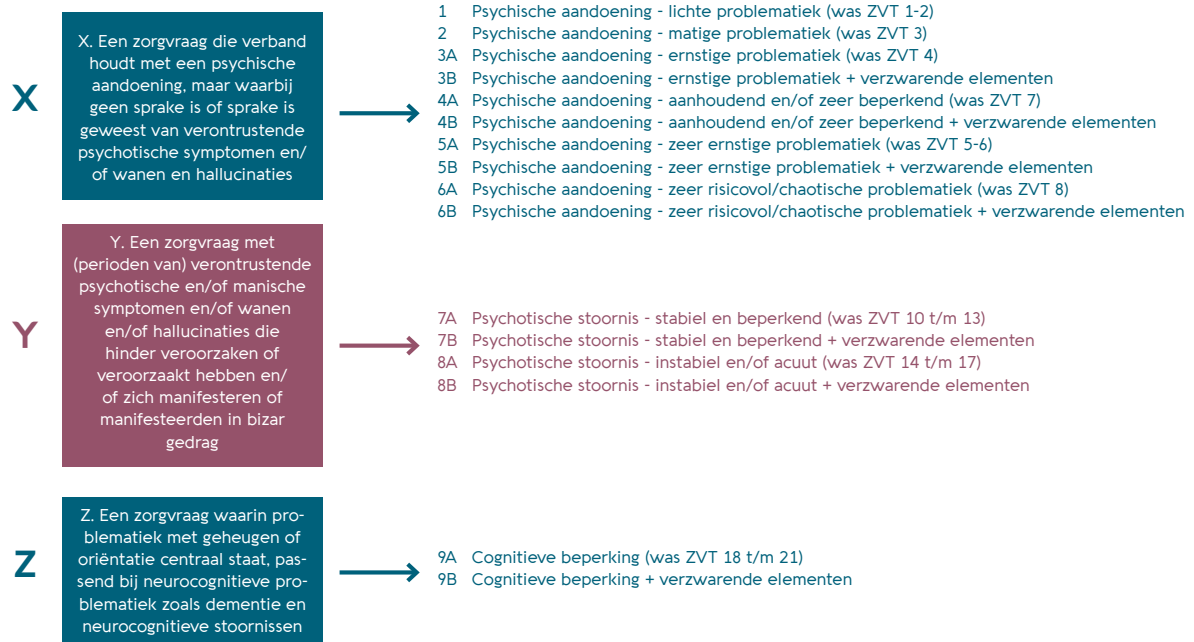 X
X. Een zorgvraag die verband
houdt met een psychische
aandoening, maar waarbij
geen sprake is of sprake is
geweest van verontrustende
psychotische symptomen en/
of wanen en hallucinaties
1 Psychische aandoening - lichte problematiek (was ZVT 1-2)
2 Psychische aandoening - matige problematiek (was ZVT 3)
3A Psychische aandoening - ernstige problematiek (was ZVT 4)
3B Psychische aandoening - ernstige problematiek + verzwarende elementen
4A Psychische aandoening - aanhoudend en/of zeer beperkend (was ZVT 7)
4B Psychische aandoening - aanhoudend en/of zeer beperkend + verzwarende elementen
5A Psychische aandoening - zeer ernstige problematiek (was ZVT 5-6)
5B Psychische aandoening - zeer ernstige problematiek + verzwarende elementen
6A Psychische aandoening - zeer risicovol/chaotische problematiek (was ZVT 8)
6B Psychische aandoening - zeer risicovol/chaotische problematiek + verzwarende elementen
Y
Y. Een zorgvraag met
(perioden van) verontrustende
psychotische en/of manische
symptomen en/of wanen
en/of hallucinaties die
hinder veroorzaken of
veroorzaakt hebben en/
of zich manifesteren of
manifesteerden in bizar
gedrag
7A Psychotische stoornis - stabiel en beperkend (was ZVT 10 t/m 13)
7B Psychotische stoornis - stabiel en beperkend + verzwarende elementen
8A Psychotische stoornis - instabiel en/of acuut (was ZVT 14 t/m 17)
8B Psychotische stoornis - instabiel en/of acuut + verzwarende elementen
Z
Z. Een zorgvraag waarin pro-
blematiek met geheugen of
oriëntatie centraal staat, pas-
send bij neurocognitieve pro-
blematiek zoals dementie en
neurocognitieve stoornissen
9A Cognitieve beperking (was ZVT 18 t/m 21)
9B Cognitieve beperking + verzwarende elementen